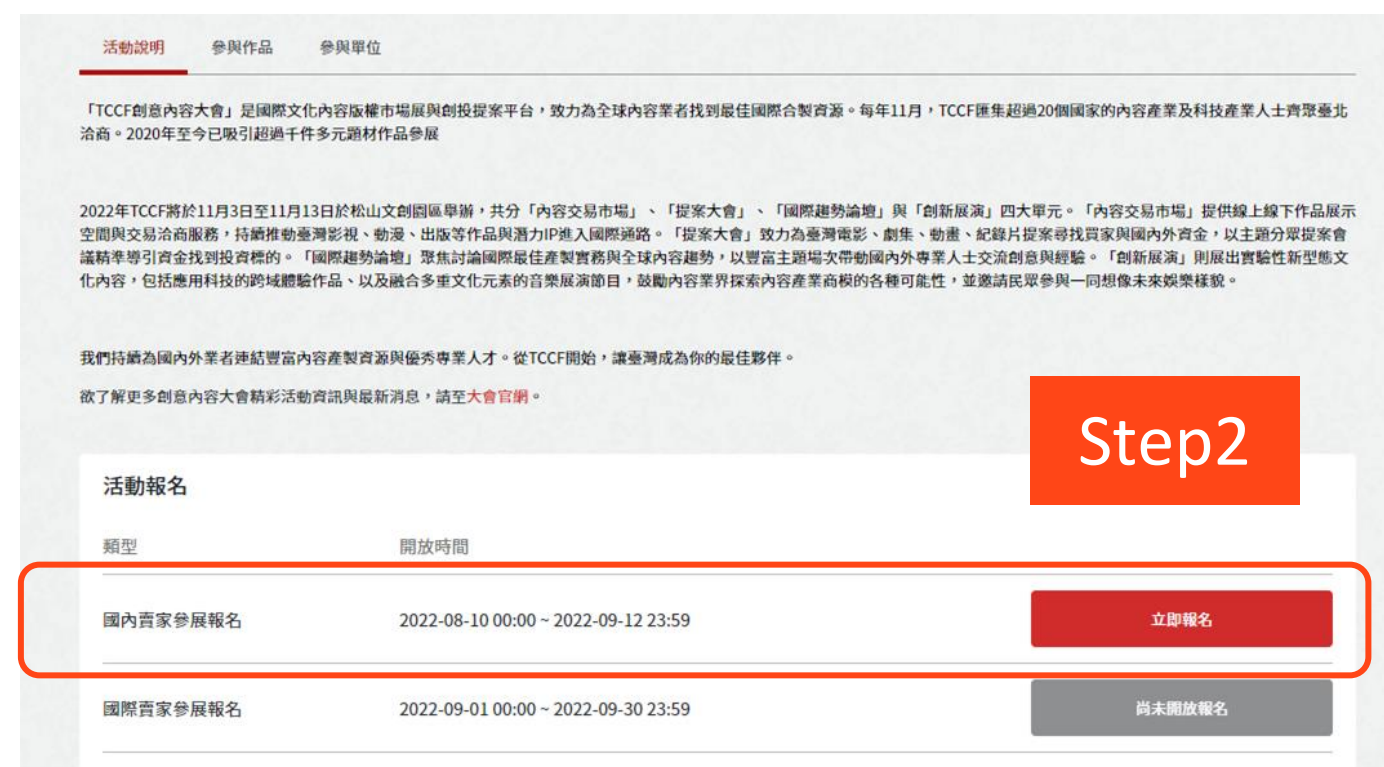 活動說明 參與作品 參與單位
「TCCF創意內容大會」是國際文化內容版權市場展與創投提案平台，致力為全球內容業者找到最佳國際合製資源。每年11月，TCCF匯集超過20個國家的內容產業及科技產業人士齊聚臺北
洽商。2020年至今已吸引超過千件多元題材作品參展
2022年TCCF將於11月3日至11月13日於松山文創園區舉辦，共分「內容交易市場」、「提案大會」、「國際趨勢論壇」與「創新展演」四大單元。「內容交易市場」提供線上線下作品展示
空間與交易洽商服務，持續推動臺灣影視、動漫、出版等作品與潛力IP進入國際通路。「提案大會」致力為臺灣電影、劇集、動畫、紀錄片提案尋找買家與國內外資金，以主題分眾提案會
議精準導引資金找到投資標的。「國際趨勢論壇」聚焦討論國際最佳產製實務與全球內容趨勢，以豐富主題場次帶動國內外專業人士交流創意與經驗。「創新展演」則展出實驗性新型態文
化內容，包括應用科技的跨域體驗作品、以及融合多重文化元素的音樂展演節目，鼓勵內容業界探索內容產業商模的各種可能性，並邀請民眾參與一同想像未來娛樂樣貌。
我們持續為國內外業者連結豐富內容產製資源與優秀專業人才。從TCCF開始，讓臺灣成為你的最佳夥伴。
欲了解更多創意內容大會精彩活動資訊與最新消息，請至大會官網。
Step2
活動報名
類型 開放時間
國內賣家參展報名 2022-08-10 00:00 ~ 2022-09-12 23:59 立即報名
國際賣家參展報名 2022-09-01 00:00 ~ 2022-09-30 23:59 尚未開放報名